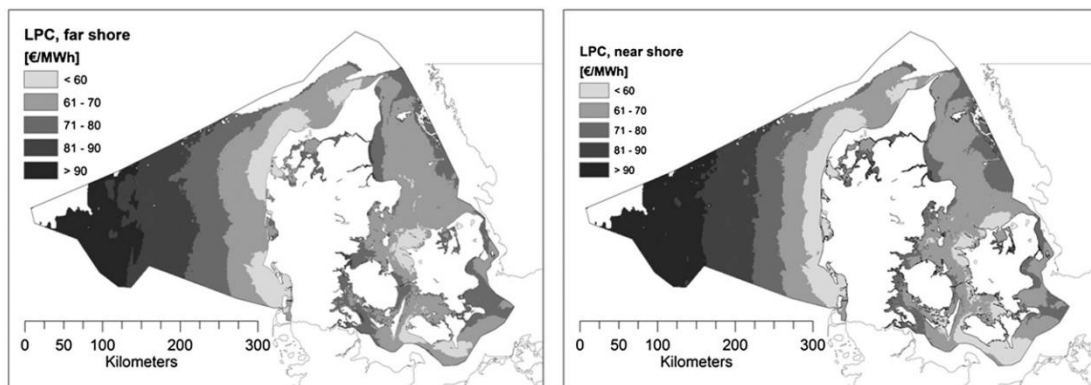 LPC, far shore
[€/MWh]
< 60
61 - 70
71 - 80
81 - 90
> 90
0 50 100 200 300
Kilometers
LPC, near shore
[€/MWh]
< 60
61 - 70
71 - 80
81 - 90
> 90
0 50 100 200 300
Kilometers